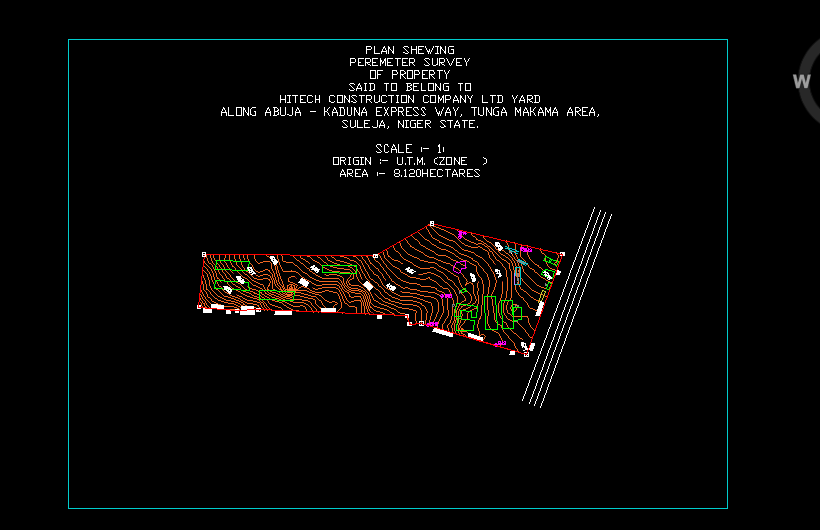 PLAN SHEWING
PEREMETER SURVEY
OF PROPERTY
SAID TO BELONG TO
HITECH CONSTRUCTION COMPANY LTD YARD
ALONG ABUJA - KADUNA EXPRESS WAY, TUNGA MAKAMA AREA,
SULEJA, NIGER STATE.
SCALE :- 1:
ORIGIN :- U.T.M. (ZONE )
AREA :- 8.120HECTARES
W